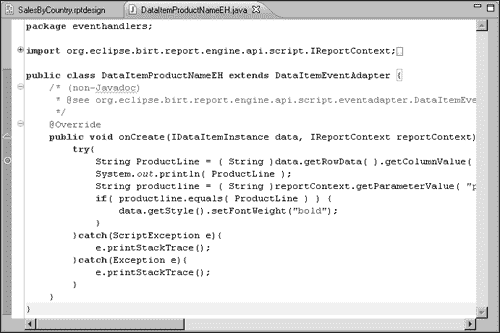 SalesByCountry.rptdesign DataItemProductNameEH.java
package eventhandlers;
import org.eclipse.birt.report.engine.api.script.IReportContext;
public class DataItemProductNameEH extends DataItemEventAdapter {
/* (non-Javadoc)
* @see org.eclipse.birt.report.engine.api.script.eventadapter.DataItemEve
*/
@Override
public void onCreate(IDataItemInstance data, IReportContext reportContext)
try{
String ProductLine = ( String )data.getRowData( ).getColumnValue(
System.out.println( ProductLine );
String productline = ( String )reportContext.getParameterValue( "p
if( productline.equals( ProductLine ) ) {
data.getStyle().setFontWeight("bold");
}
}catch(ScriptException e){
e.printStackTrace();
}catch(Exception e){
e.printStackTrace();
}
}
}